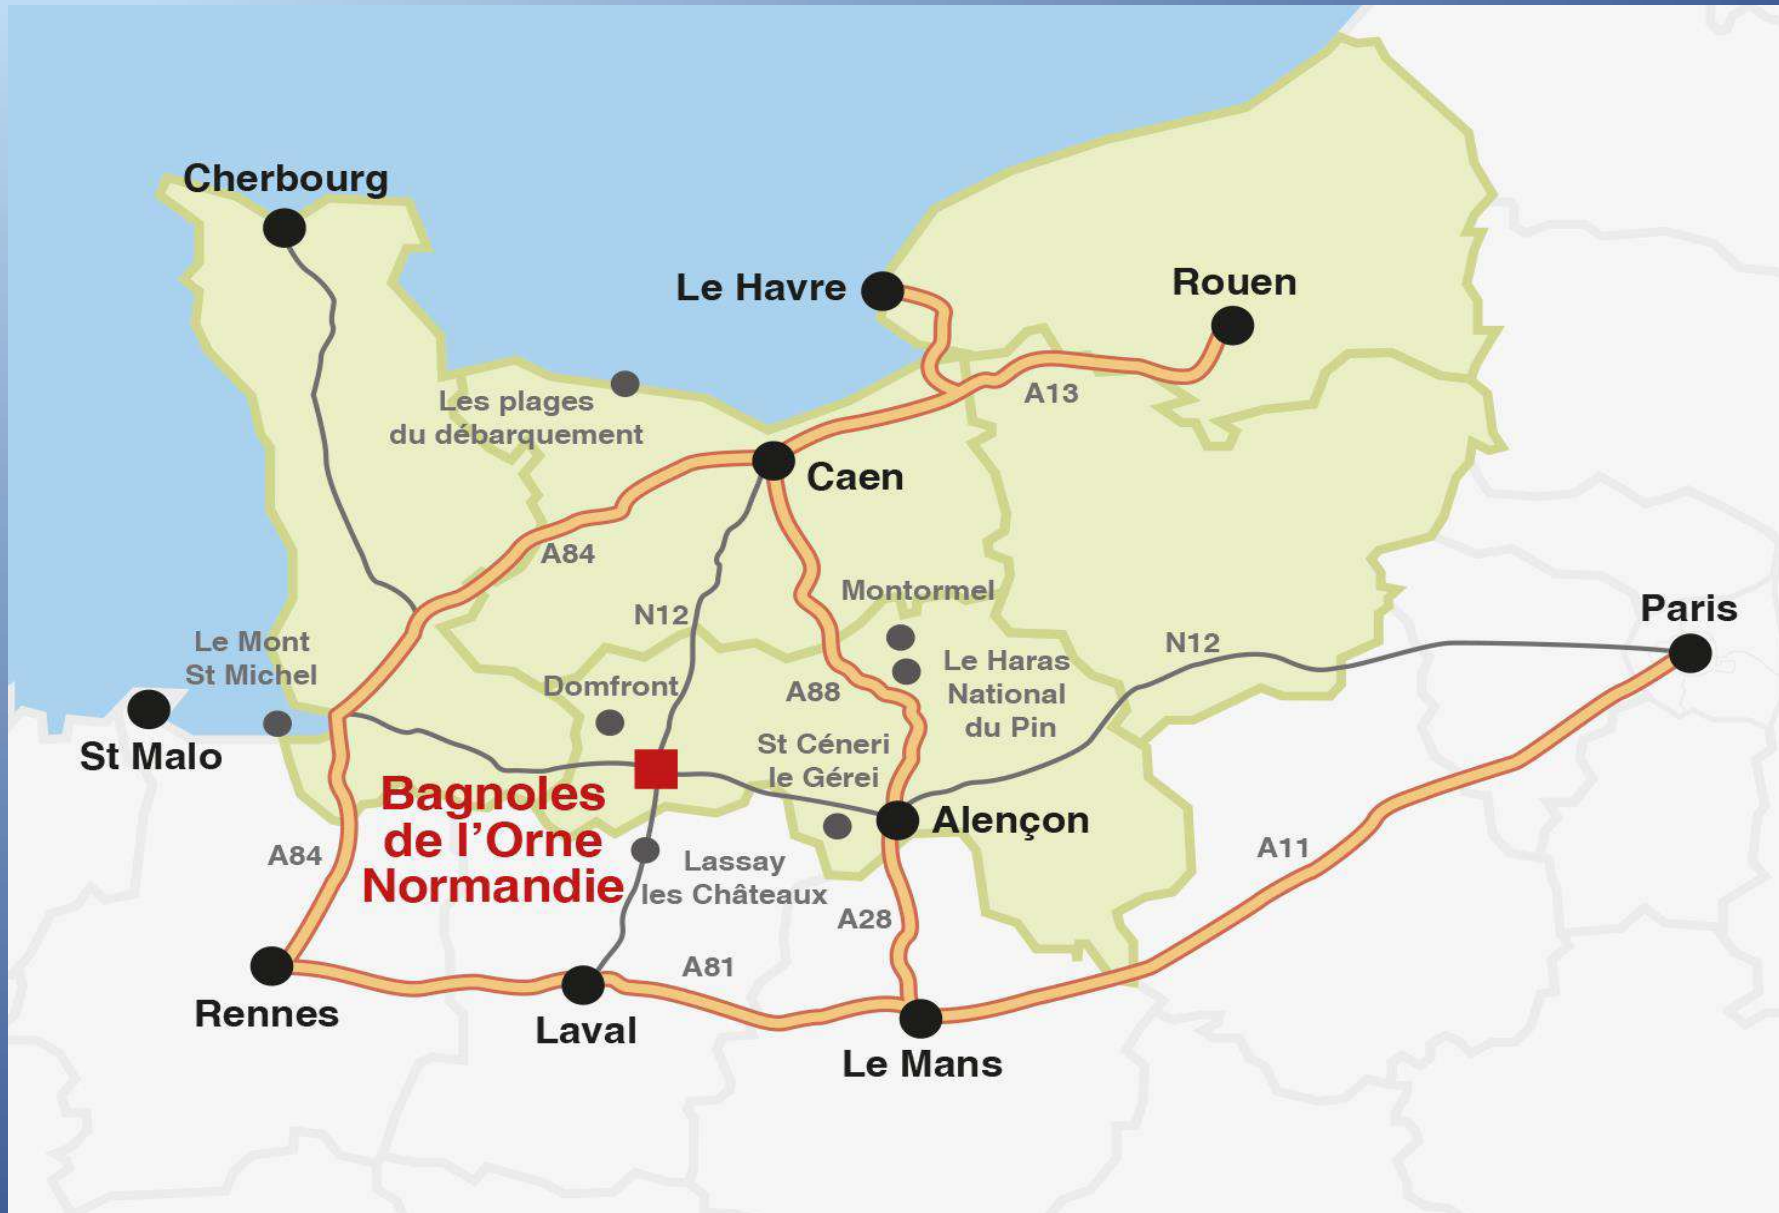 Cherbourg
Le Havre
Rouen
A13
Les plages
du débarquement
Caen
A84
Montormel
N12
Paris
N12
Le Mont
St Michel
Le Haras
National
du Pin
Domfront
A88
St Malo
St Céneri
le Gérei
Bagnoles
de l'Orne
Normandie
Alençon
A84
A11
Lassay
les Châteaux
A28
A81
Rennes
Laval
Le Mans